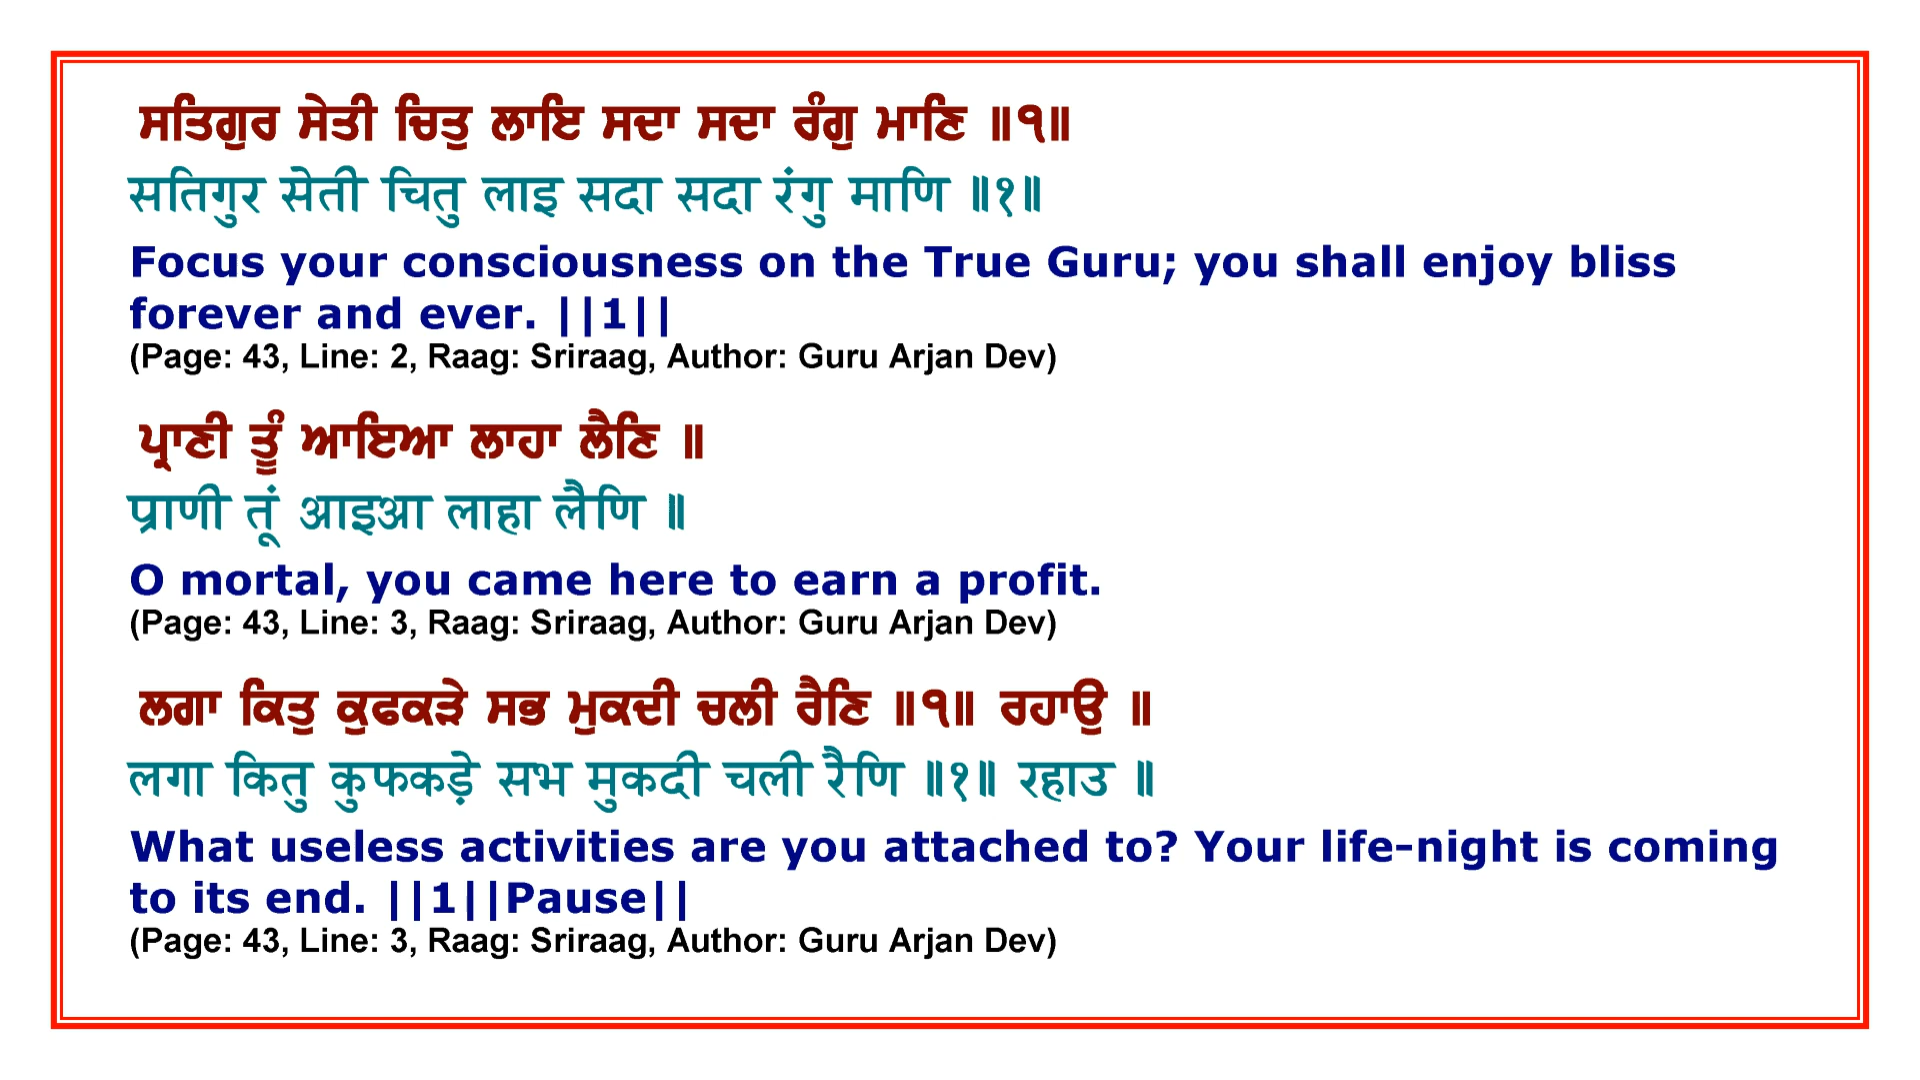 ਸਤਿਗੁਰ ਸੇਤੀ ਚਿਤੁ ਲਾਇ ਸਦਾ ਸਦਾ ਰੰਗੁ ਮਾਣਿ ॥੧॥
सतिगुर सेती चितु लाइ सदा सदा रंगु माणि ॥१॥
Focus your consciousness on the True Guru; you shall enjoy bliss
forever and ever. ||1||
(Page: 43, Line: 2, Raag: Sriraag, Author: Guru Arjan Dev)
ਪ੍ਰਾਣੀ ਤੂੰ ਆਇਆ ਲਾਹਾ ਲੈਣਿ ॥
प्राणी तूं आइआ लाहा लैणि ॥
O mortal, you came here to earn a profit.
(Page: 43, Line: 3, Raag: Sriraag, Author: Guru Arjan Dev)
ਲਗਾ ਕਿਤੁ ਕੁਫਕੜੇ ਸਭ ਮੁਕਦੀ ਚਲੀ ਰੈਣਿ ॥੧॥ ਰਹਾਉ ॥
लगा कितु कुफकड़े सभ मुकदी चली रैणि ॥१॥ रहाउ ॥
What useless activities are you attached to? Your life-night is coming
to its end. ||1||Pause||
(Page: 43, Line: 3, Raag: Sriraag, Author: Guru Arjan Dev)